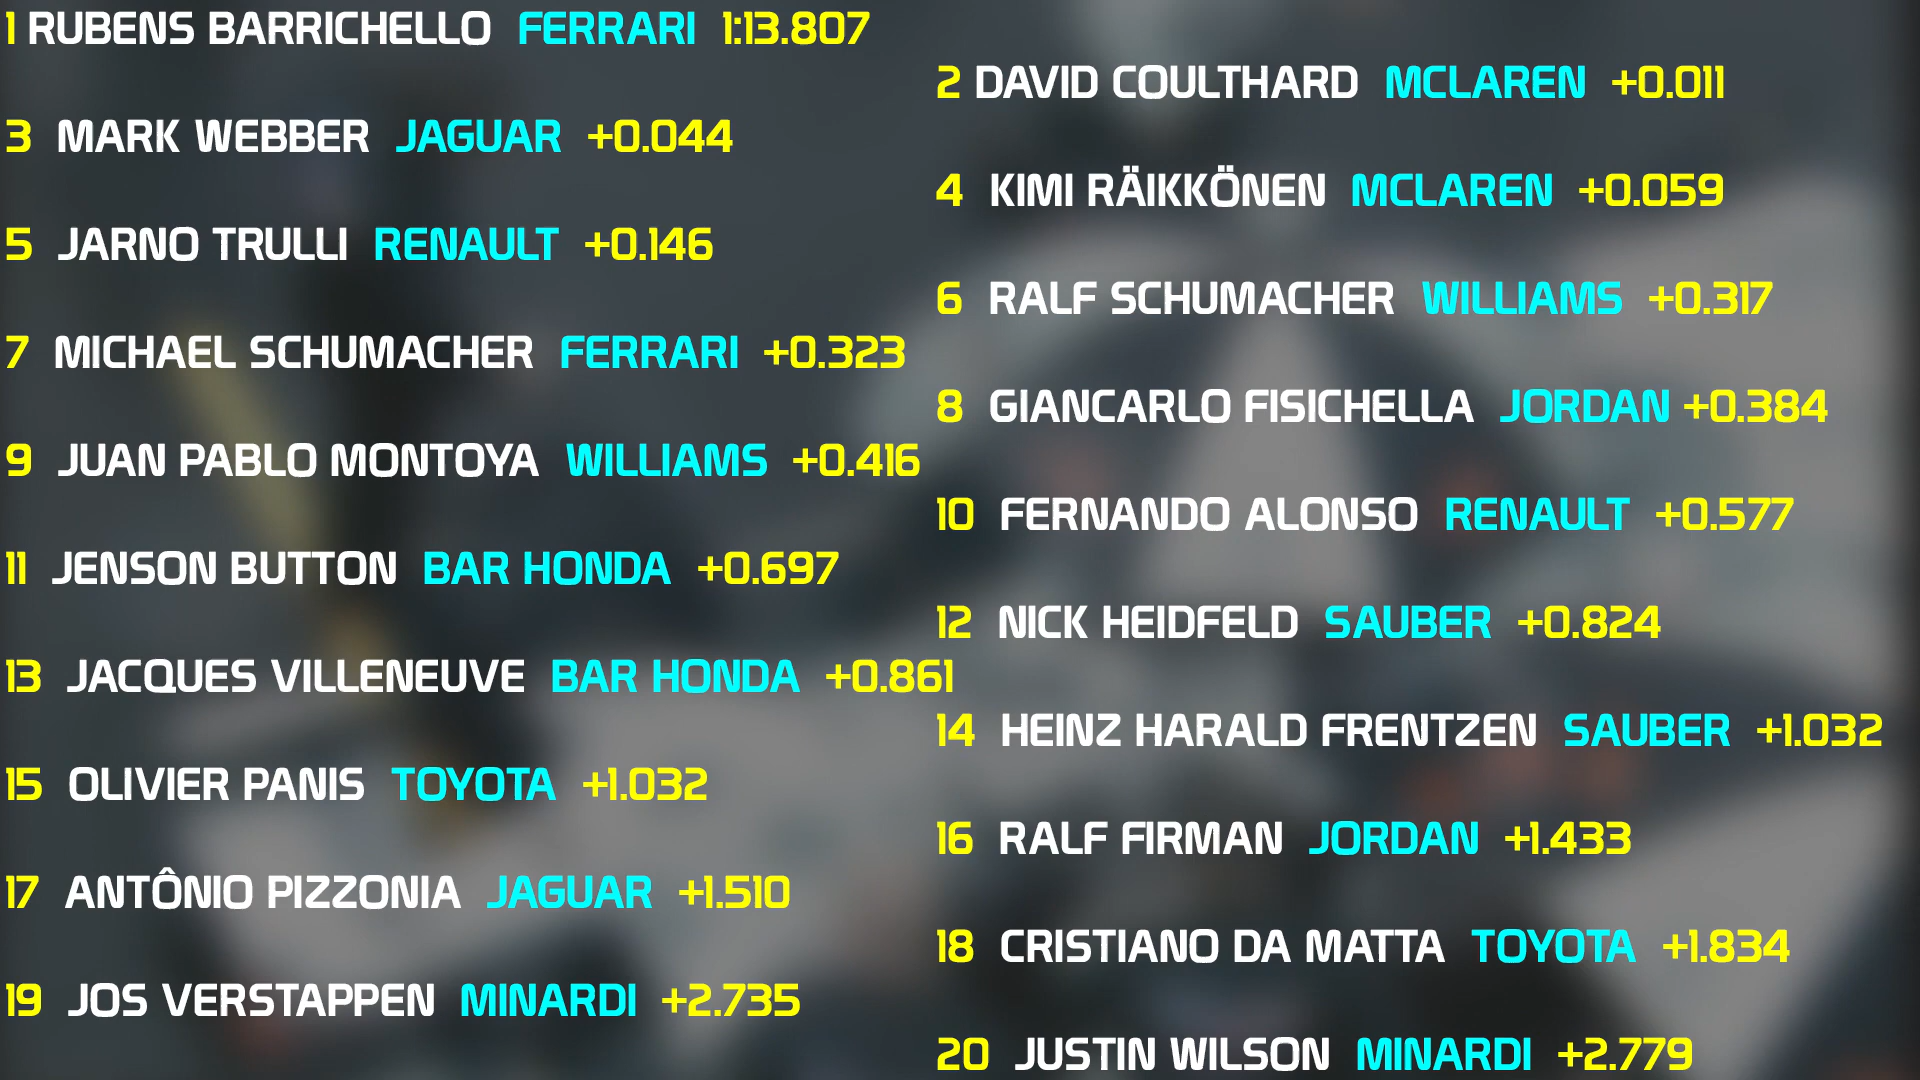 1 RUBENS BARRICHELLO FERRARI 1:13.807
2 DAVID COULTHARD MCLAREN +0.011
3 MARK WEBBER JAGUAR +0.044
4 KIMI RÄIKKÖNEN MCLAREN +0.059
5 JARNO TRULLI RENAULT +0.146
6 RALF SCHUMACHER WILLIAMS +0.317
7 MICHAEL SCHUMACHER FERRARI +0.323
8 GIANCARLO FISICHELLA JORDAN +0.384
9 JUAN PABLO MONTOYA WILLIAMS +0.416
10 FERNANDO ALONSO RENAULT +0.577
11 JENSON BUTTON BAR HONDA +0.697
12 NICK HEIDFELD SAUBER +0.824
13 JACQUES VILLENEUVE BAR HONDA +0.861
14 HEINZ HARALD FRENTZEN SAUBER +1.032
15 OLIVIER PANIS TOYOTA +1.032
16 RALF FIRMAN JORDAN +1.433
17 ANTÔNIO PIZZONIA JAGUAR +1.510
18 CRISTIANO DA MATTA TOYOTA +1.834
19 JOS VERSTAPPEN MINARDI +2.735
20 JUSTIN WILSON MINARDI +2.779